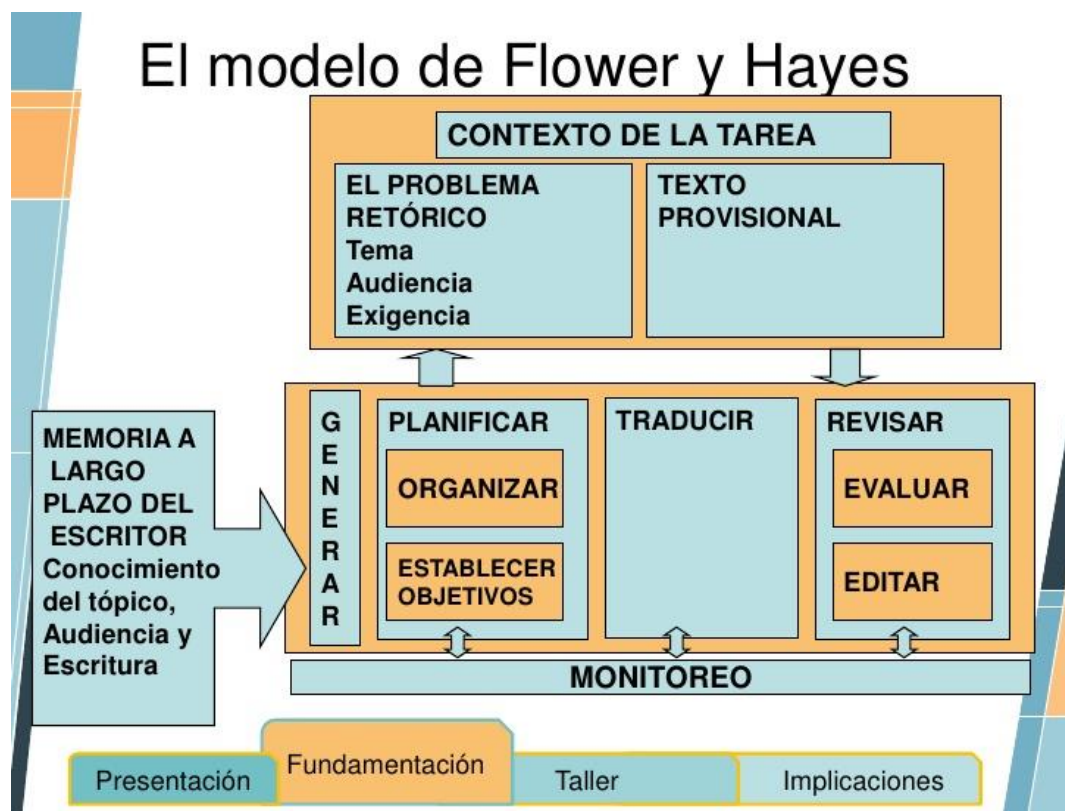 El modelo de Flower y Hayes
CONTEXTO DE LA TAREA
EL PROBLEMA
RETÓRICO
Tema
Audiencia
Exigencia
TEXTO
PROVISIONAL
MEMORIA A
LARGO
PLAZO DEL
ESCRITOR
Conocimiento
del tópico,
Audiencia y
Escritura
G
E
N
E
R
A
R
PLANIFICAR
ORGANIZAR
ESTABLECER
OBJETIVOS
TRADUCIR
REVISAR
EVALUAR
EDITAR
MONITOREO
Presentación
Fundamentación
Taller
Implicaciones